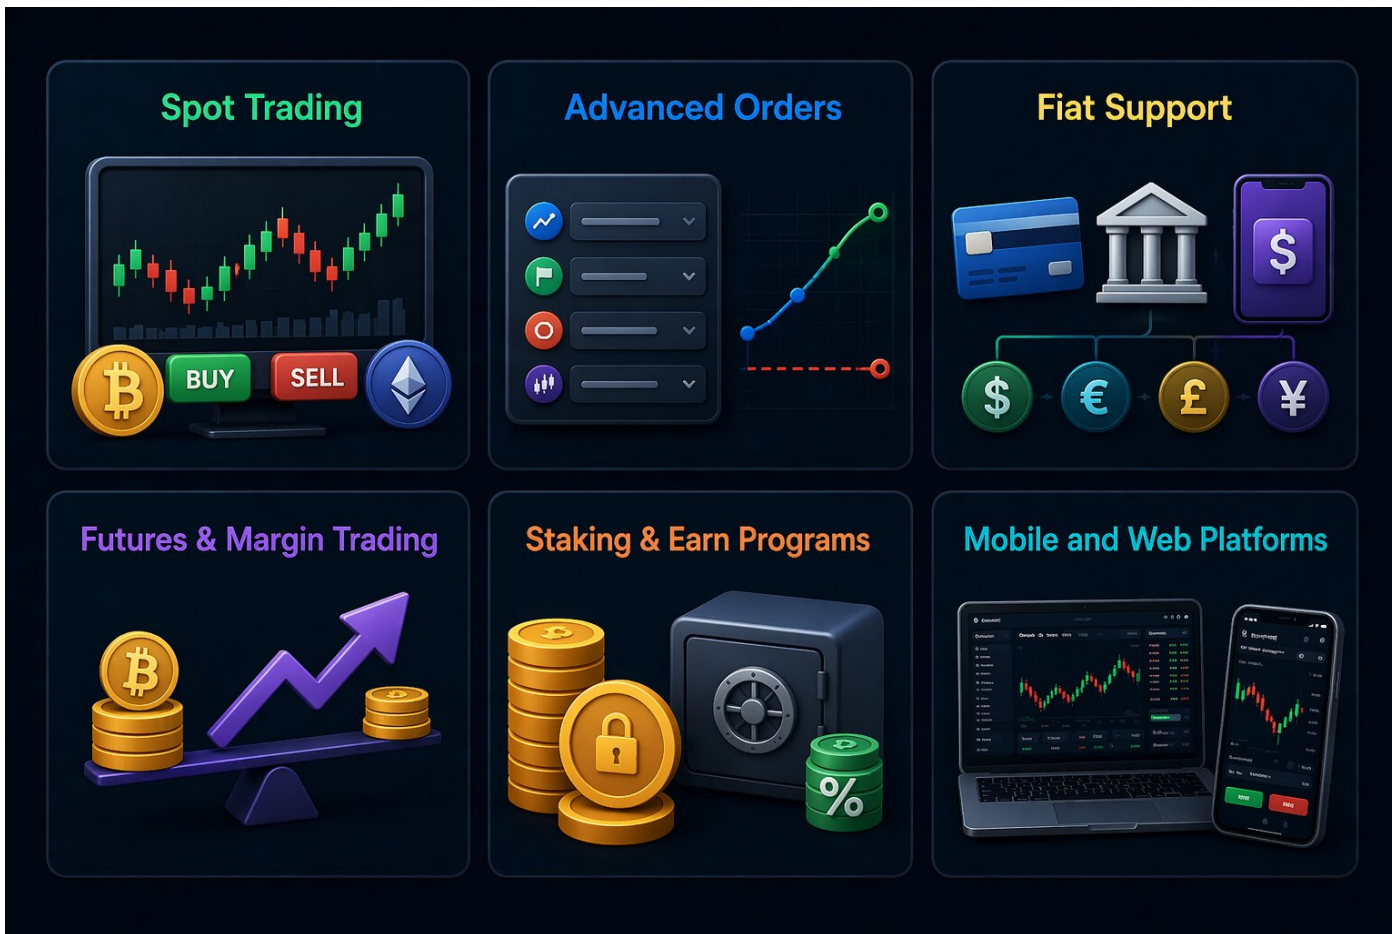 Spot Trading
Advanced Orders
Fiat Support
BUY
SELL
$
$
€
£
¥
Futures & Margin Trading
Staking & Earn Programs
Mobile and Web Platforms
%